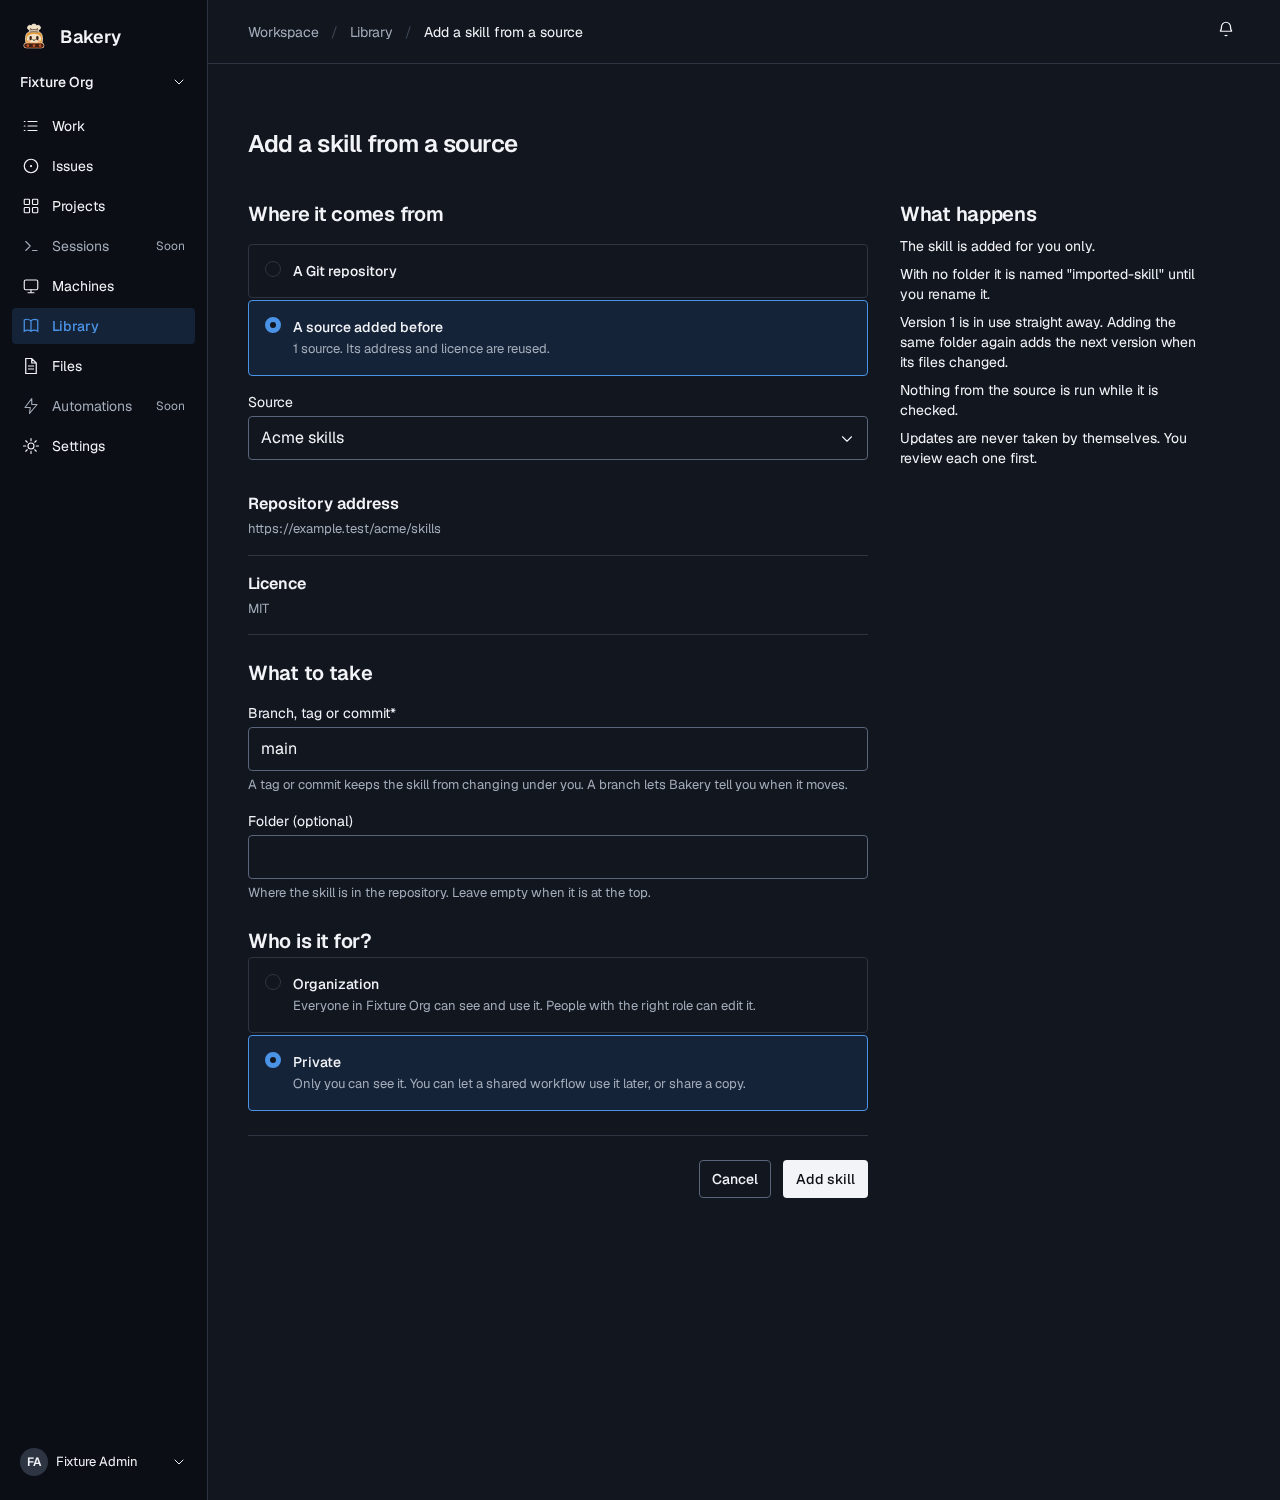 Bakery
Fixture Org
Work
Issues
Projects
Sessions Soon
Machines
Library
Files
Automations Soon
Settings
FA Fixture Admin
Workspace / Library / Add a skill from a source
Add a skill from a source
Where it comes from
A Git repository
A source added before
1 source. Its address and licence are reused.
Source
Acme skills
Repository address
https://example.test/acme/skills
Licence
MIT
What to take
Branch, tag or commit*
main
A tag or commit keeps the skill from changing under you. A branch lets Bakery tell you when it moves.
Folder (optional)
Where the skill is in the repository. Leave empty when it is at the top.
Who is it for?
Organization
Everyone in Fixture Org can see and use it. People with the right role can edit it.
Private
Only you can see it. You can let a shared workflow use it later, or share a copy.
Cancel Add skill
What happens
The skill is added for you only.
With no folder it is named "imported-skill" until
you rename it.
Version 1 is in use straight away. Adding the
same folder again adds the next version when
its files changed.
Nothing from the source is run while it is
checked.
Updates are never taken by themselves. You
review each one first.